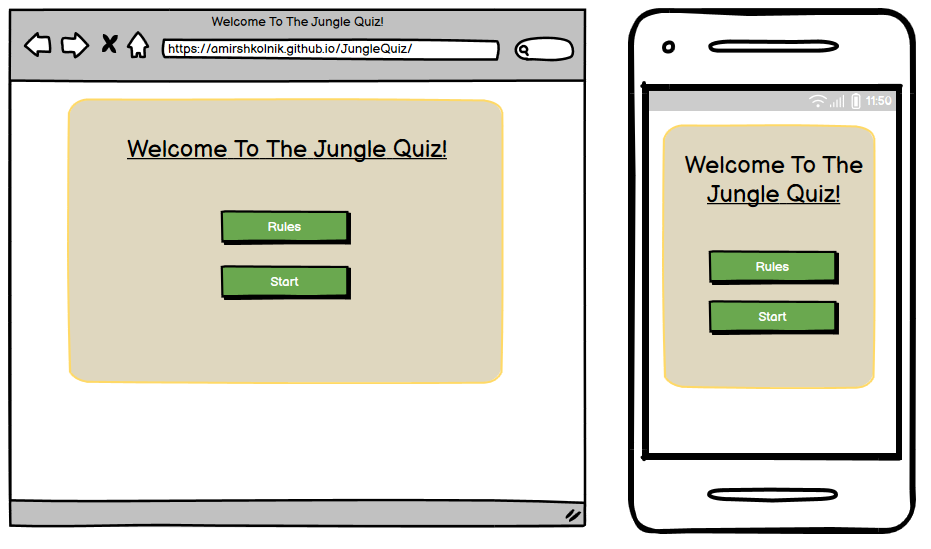 Welcome To The Jungle Quiz!
https://amirshkolnik.github.io/JungleQuiz/
Welcome To The Jungle Quiz!
Rules
Start
11:50
Welcome To The
Jungle Quiz!
Rules
Start